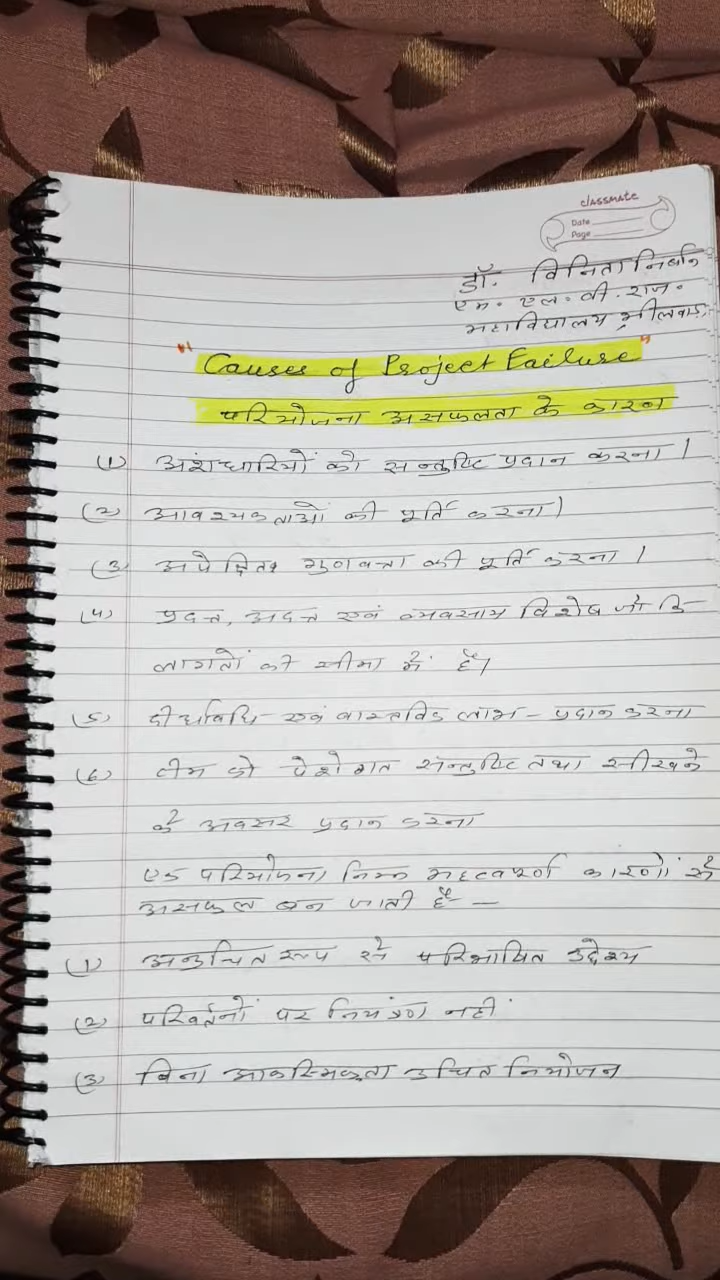 classmate
Date
Page
डॉ. विनिता निर्बान
एम. एल. वी. राज.
महाविद्यालय, भीलवाड़ा
"Causes of Project Failure"
परियोजना असफलता के कारन
(1) अंशधारियों को सन्तुष्टि प्रदान करना।
(2) आवश्यकताओं की पूर्ति करना।
(3) अपेक्षित गुणवत्ता की पूर्ति करना।
(4) प्रदत्त, अदत्त एवं व्यवसाय विशेष जो कि
लागतों की सीमा में है।
(5) दीर्घावधि एवं वास्तविक लाभ - प्रदान करना
(6) टीम को पेशेगत सन्तुष्टि तथा सीखने
के अवसर प्रदान करना
एक परियोजना निम्न महत्वपूर्ण कारणों से
असफल बन जाती है -
(1) अनुचित रूप से परिभाषित उद्देश्य
(2) परिवर्तनों पर नियंत्रण नहीं
(3) बिना आकस्मिकता उचित नियोजन